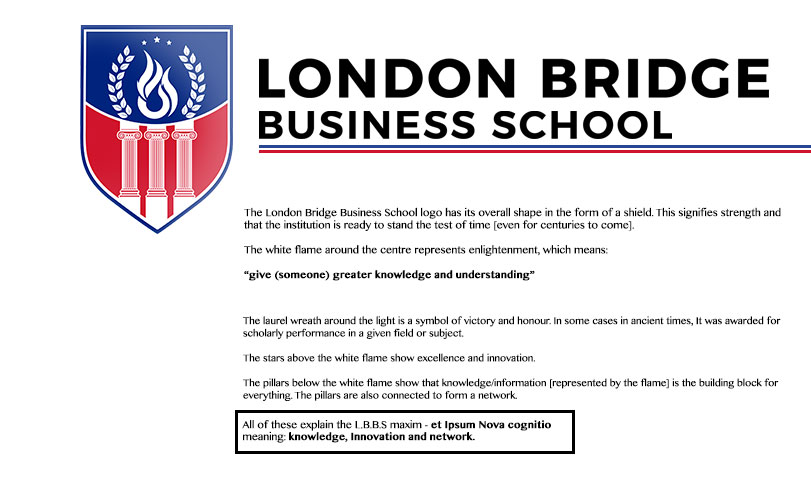 LONDON BRIDGE
BUSINESS SCHOOL
The London Bridge Business School logo has its overall shape in the form of a shield. This signifies strength and
that the institution is ready to stand the test of time [even for centuries to come].
The white flame around the centre represents enlightenment, which means:
“give (someone) greater knowledge and understanding”
The laurel wreath around the light is a symbol of victory and honour. In some cases in ancient times, It was awarded for
scholarly performance in a given field or subject.
The stars above the white flame show excellence and innovation.
The pillars below the white flame show that knowledge/information [represented by the flame] is the building block for
everything. The pillars are also connected to form a network.
All of these explain the L.B.B.S maxim - et Ipsum Nova cognitio
meaning: knowledge, Innovation and network.